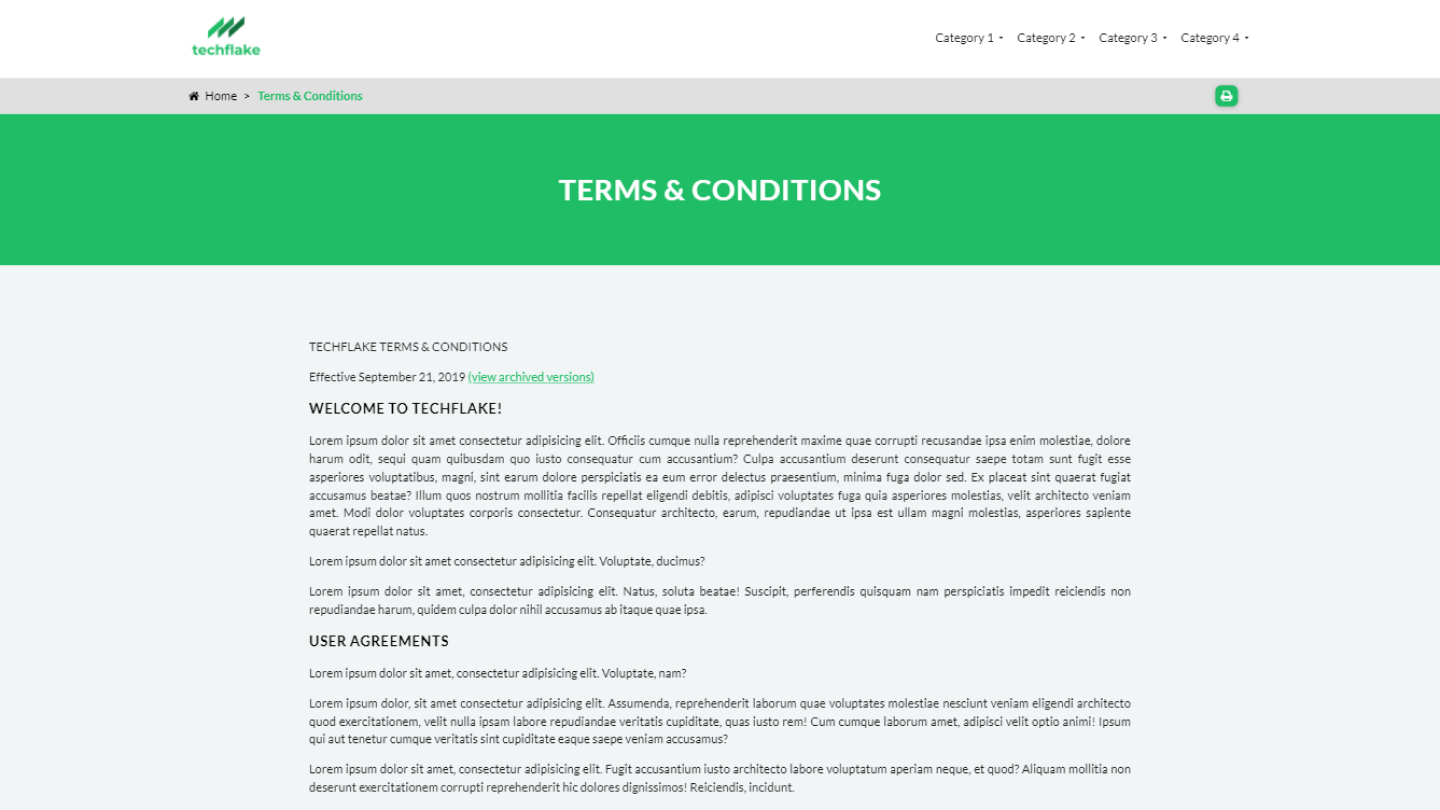 techflake
Category 1 Category 2 Category 3 Category 4
Home > Terms & Conditions
TERMS & CONDITIONS
TECHFLAKE TERMS & CONDITIONS
Effective September 21, 2019 (view archived versions)
WELCOME TO TECHFLAKE!
Lorem ipsum dolor sit amet consectetur adipisicing elit. Officiis cumque nulla reprehenderit maxime quae corrupti recusandae ipsa enim molestiae, dolore
harum odit, sequi quam quibusdam quo iusto consequatur cum accusantium? Culpa accusantium deserunt consequatur saepe totam sunt fugit esse
asperiores voluptatibus, magni, sint earum dolore perspiciatis ea eum error delectus praesentium, minima fuga dolor sed. Ex placeat sint quaerat fugiat
accusamus beatae? Illum quos nostrum mollitia facilis repellat eligendi debitis, adipisci voluptates fuga quia asperiores molestias, velit architecto veniam
amet. Modi dolor voluptates corporis consectetur. Consequatur architecto, earum, repudiandae ut ipsa est ullam magni molestias, asperiores sapiente
quaerat repellat natus.
Lorem ipsum dolor sit amet consectetur adipisicing elit. Voluptate, ducimus?
Lorem ipsum dolor sit amet, consectetur adipisicing elit. Natus, soluta beatae! Suscipit, perferendis quisquam nam perspiciatis impedit reiciendis non
repudiandae harum, quidem culpa dolor nihil accusamus ab itaque quae ipsa.
USER AGREEMENTS
Lorem ipsum dolor sit amet, consectetur adipisicing elit. Voluptate, nam?
Lorem ipsum dolor, sit amet consectetur adipisicing elit. Assumenda, reprehenderit laborum quae voluptates molestiae nesciunt veniam eligendi architecto
quod exercitationem, velit nulla ipsam labore repudiandae veritatis cupiditate, quas iusto rem! Cum cumque laborum amet, adipisci velit optio animi! Ipsum
qui aut tenetur cumque veritatis sint cupiditate eaque saepe veniam accusamus?
Lorem ipsum dolor sit amet, consectetur adipisicing elit. Fugit accusantium iusto architecto labore voluptatum aperiam neque, et quod? Aliquam mollitia non
deserunt exercitationem corrupti reprehenderit hic dolores dignissimos! Reiciendis, incidunt.